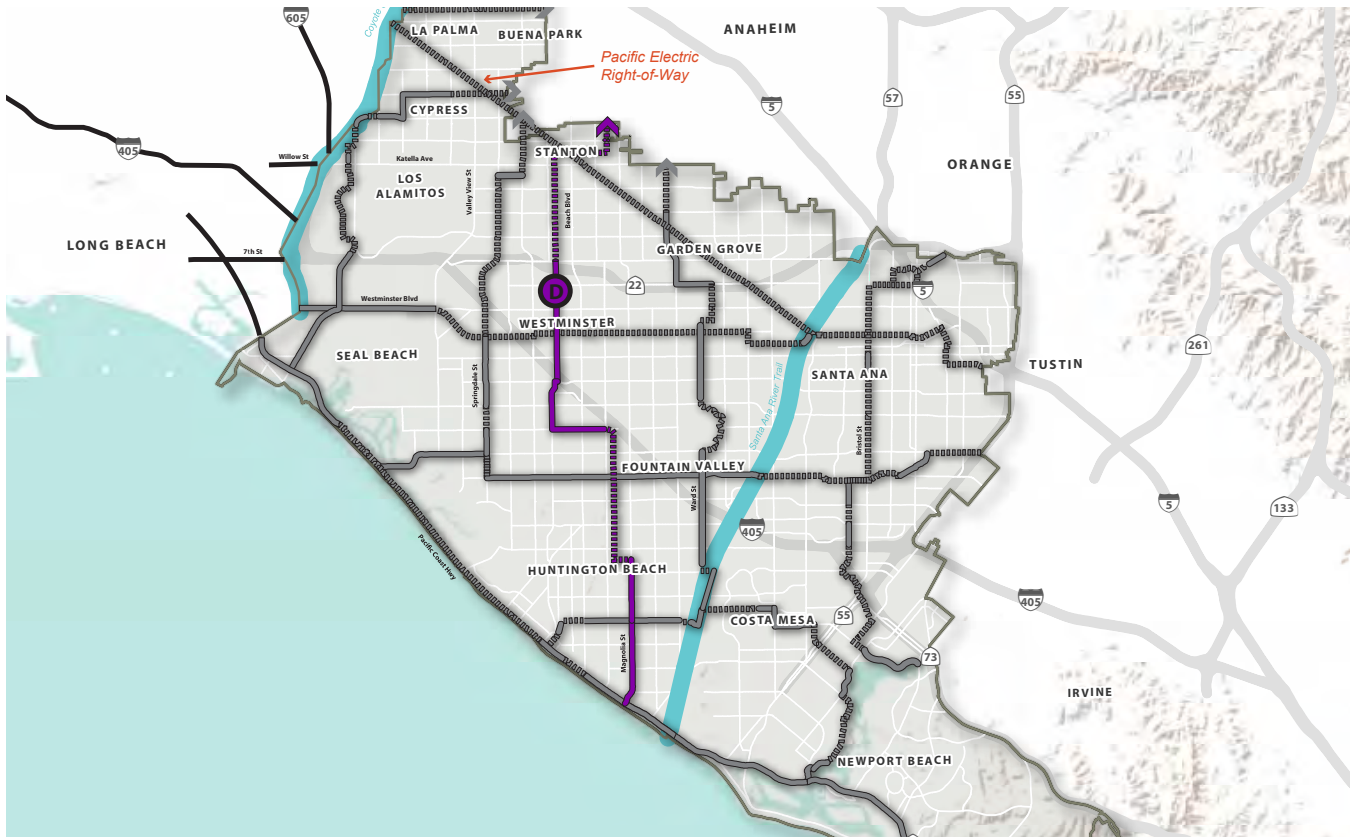 605
Coyote
LA PALMA
BUENA PARK
ANAHEIM
Pacific Electric
Right-of-Way
5
57
55
CYPRESS
405
Willow St
Katella Ave
STANTON
ORANGE
LOS
ALAMITOS
Valley View St
Beach Blvd
LONG BEACH
7th St
GARDEN GROVE
D
22
5
Westminster Blvd
WESTMINSTER
SEAL BEACH
261
TUSTIN
SANTA ANA
Springdale St
Santa Ana River Trail
Bristol St
FOUNTAIN VALLEY
Ward St
5
133
405
Pacific Coast Hwy
HUNTINGTON BEACH
405
COSTA MESA
55
Magnolia St
73
IRVINE
NEWPORT BEACH